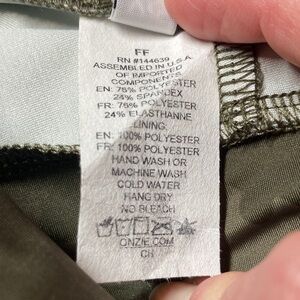 FF
RN #144639
ASSEMBLED IN U.S.A
OF IMPORTED
COMPONENTS
EN: 76% POLYESTER
24% SPANDEX
FR: 76% POLYESTER
24% ELASTHANNE
LINING
EN: 100% POLYESTER
FR: 100% POLYESTER
HAND WASH OR
MACHINE WASH
COLD WATER
HANG DRY
NO BLEACH
ONZIE.COM
CH